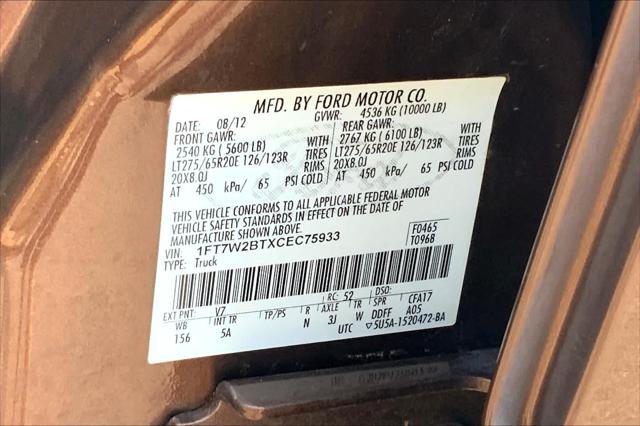 MFD. BY FORD MOTOR CO.
DATE: 08/12 GVWR: 4536 KG (10000 LB)
FRONT GAWR: REAR GAWR:
2540 KG (5600 LB) WITH 2767 KG (6100 LB) WITH
LT275/65R20E 126/123R TIRES LT275/65R20E 126/123R TIRES
20X8.0J RIMS 20X8.0J RIMS
AT 450 kPa/ 65 PSI COLD AT 450 kPa/ 65 PSI COLD
THIS VEHICLE CONFORMS TO ALL APPLICABLE FEDERAL MOTOR
VEHICLE SAFETY STANDARDS IN EFFECT ON THE DATE OF
MANUFACTURE SHOWN ABOVE.
VIN: 1FT7W2BTXCEC75933 F0465
TYPE: Truck T0968
EXT PNT: V7 RC: 52 DSO:
WB INT TR TP/PS R AXLE TR SPR CFA17
156 5A N 3J W DDFF A05
UTC ▽5U5A-1520472-BA